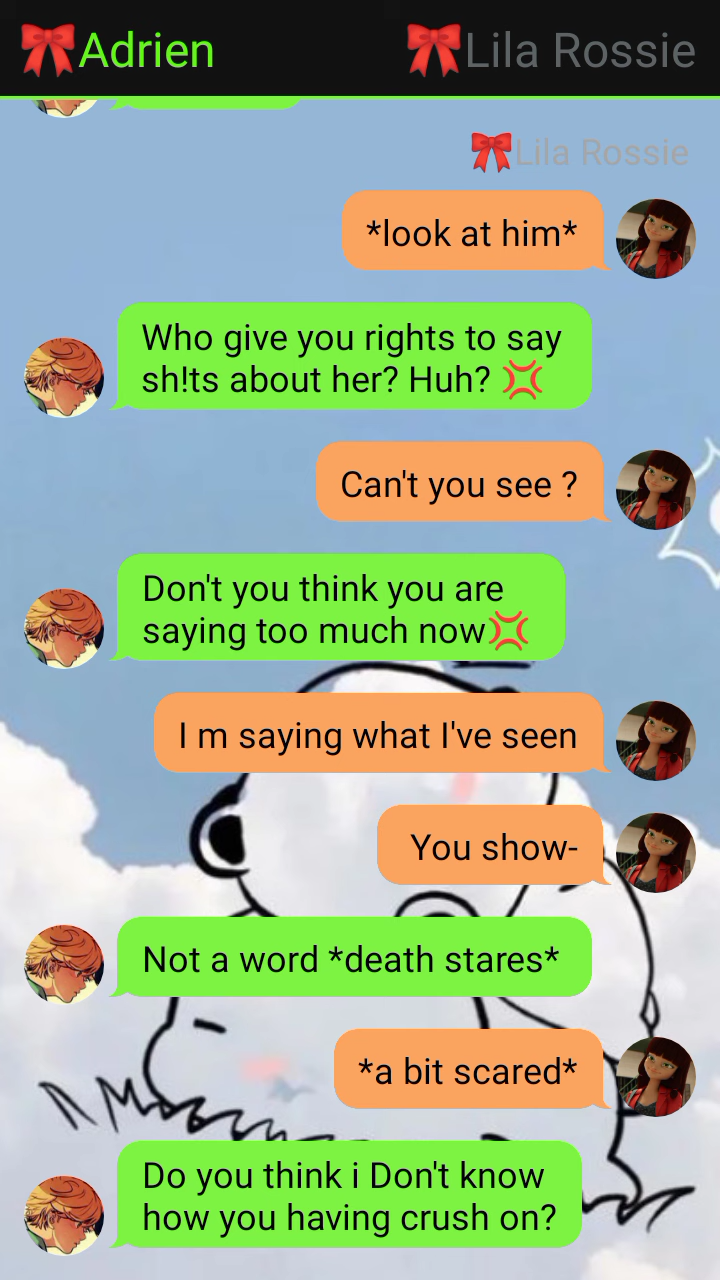 🎀Adrien
🎀Lila Rossie
🎀Lila Rossie
*look at him*
Who give you rights to say
sh!ts about her? Huh? 💢
Can't you see ?
Don't you think you are
saying too much now💢
I m saying what I've seen
You show-
Not a word *death stares*
*a bit scared*
Do you think i Don't know
how you having crush on?